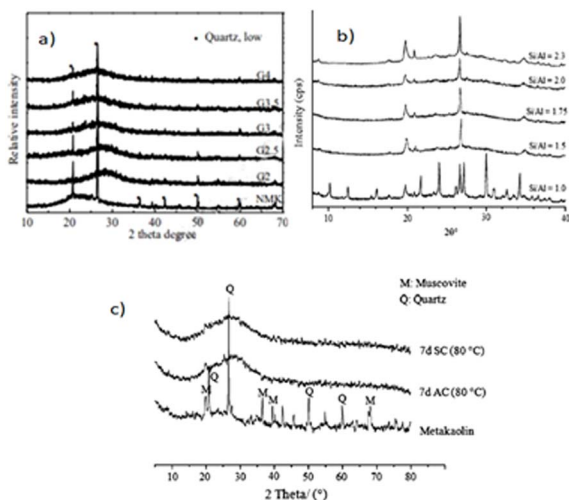 a)
• Quartz, low
Relative intensity
G4
G1.5
G3
G2.5
G2
NMK
10 20 30 40 50 60 70
2 theta degree
b)
Intensity (cps)
Si/Al = 2.3
Si/Al = 2.0
Si/Al = 1.75
Si/Al = 1.5
Si/Al = 1.0
10 20 30 40
2θ°
c)
M: Muscovite
Q: Quartz
Q
7d SC (80 °C)
7d AC (80 °C)
Q
M
M
M
Q
Q
M
Metakaolin
10 20 30 40 50 60 70 80
2 Theta/ (°)